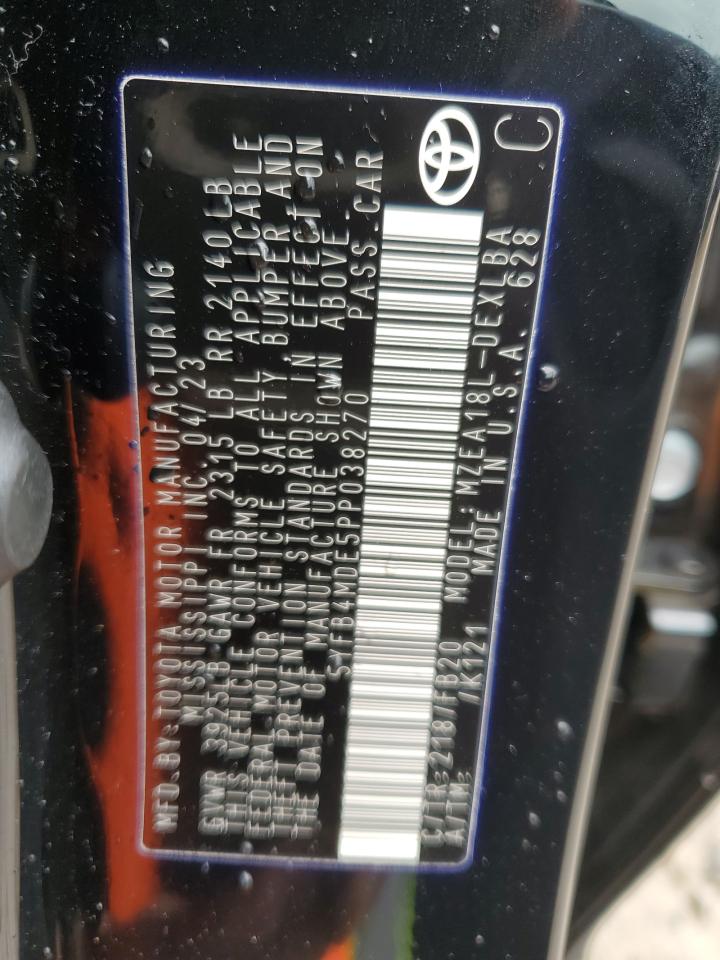 MFD. BY: TOYOTA MOTOR MANUFACTURING
MISSISSIPPI INC. 04/23
GVWR 3925LB GAWR FR 2315 LB RR 2140LB
THIS VEHICLE CONFORMS TO ALL APPLICABLE
FEDERAL MOTOR VEHICLE SAFETY, BUMPER AND
THEFT PREVENTION STANDARDS IN EFFECT ON
THE DATE OF MANUFACTURE SHOWN ABOVE.
5YFB4MDE5PP038270 PASS. CAR
C/TR: 218/FB20 MODEL: MZEA18L-DEXLBA
A/TM: /K121 MADE IN U.S.A. 628
C